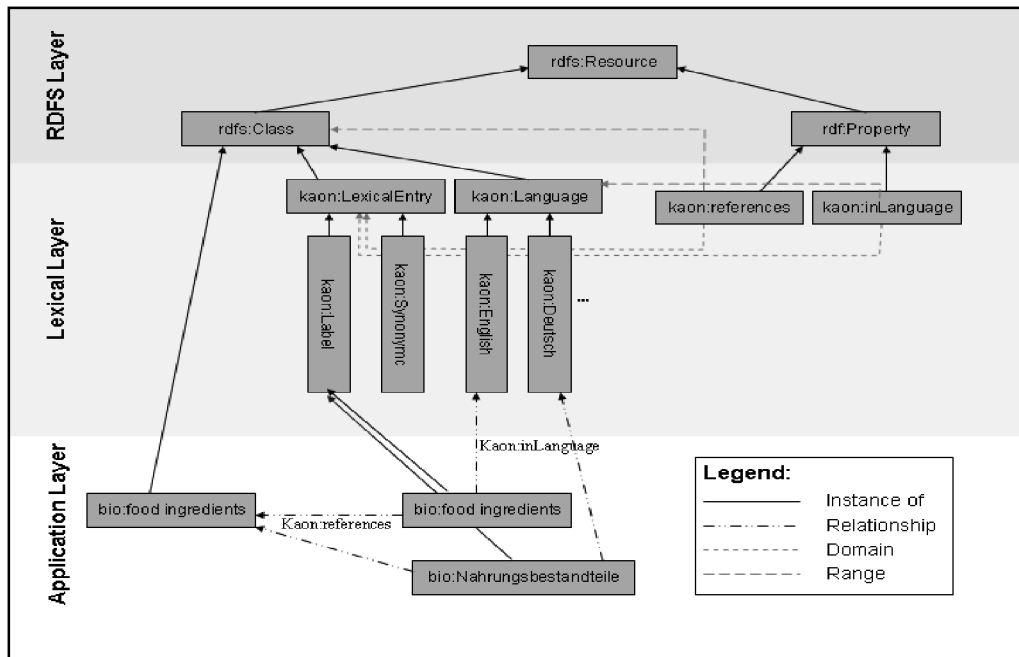 RDFS Layer
rdfs:Resource
rdfs:Class
rdf:Property
Lexical Layer
kaon:LexicalEntry
kaon:Language
kaon:references
kaon:inLanguage
kaon:Label
kaon:Synonymc
kaon:English
kaon:Deutsch
...
Kaon:inLanguage
Application Layer
bio:food ingredients
Kaon:references
bio:food ingredients
bio:Nahrungsbestandteile
Legend:
Instance of
Relationship
Domain
Range